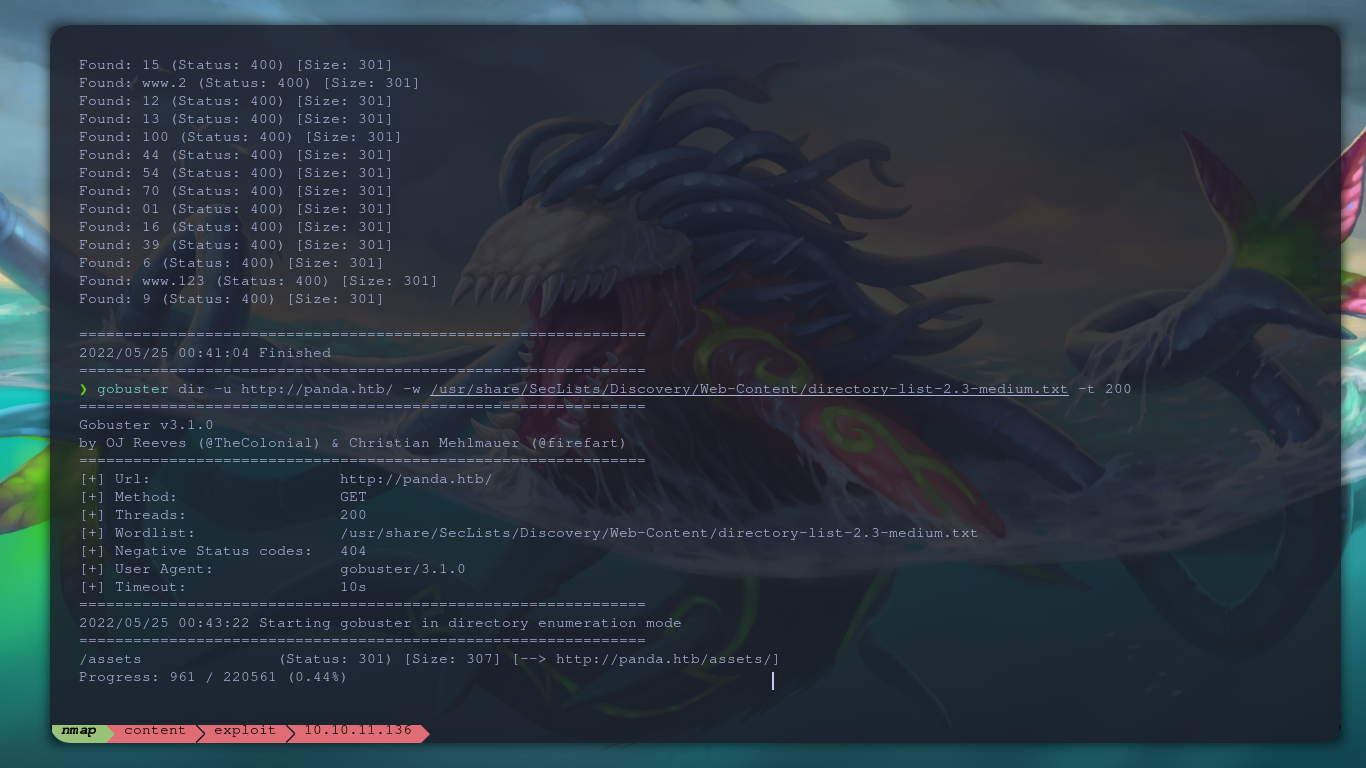 Found: 15 (Status: 400) [Size: 301]
Found: www.2 (Status: 400) [Size: 301]
Found: 12 (Status: 400) [Size: 301]
Found: 13 (Status: 400) [Size: 301]
Found: 100 (Status: 400) [Size: 301]
Found: 44 (Status: 400) [Size: 301]
Found: 54 (Status: 400) [Size: 301]
Found: 70 (Status: 400) [Size: 301]
Found: 01 (Status: 400) [Size: 301]
Found: 16 (Status: 400) [Size: 301]
Found: 39 (Status: 400) [Size: 301]
Found: 6 (Status: 400) [Size: 301]
Found: www.123 (Status: 400) [Size: 301]
Found: 9 (Status: 400) [Size: 301]
===============================================================
2022/05/25 00:41:04 Finished
===============================================================
❯ gobuster dir -u http://panda.htb/ -w /usr/share/SecLists/Discovery/Web-Content/directory-list-2.3-medium.txt -t 200
===============================================================
Gobuster v3.1.0
by OJ Reeves (@TheColonial) & Christian Mehlmauer (@firefart)
===============================================================
[+] Url:                     http://panda.htb/
[+] Method:                  GET
[+] Threads:                 200
[+] Wordlist:                /usr/share/SecLists/Discovery/Web-Content/directory-list-2.3-medium.txt
[+] Negative Status codes:   404
[+] User Agent:              gobuster/3.1.0
[+] Timeout:                 10s
===============================================================
2022/05/25 00:43:22 Starting gobuster in directory enumeration mode
===============================================================
/assets               (Status: 301) [Size: 307] [--> http://panda.htb/assets/]
Progress: 961 / 220561 (0.44%)
nmap content exploit 10.10.11.136